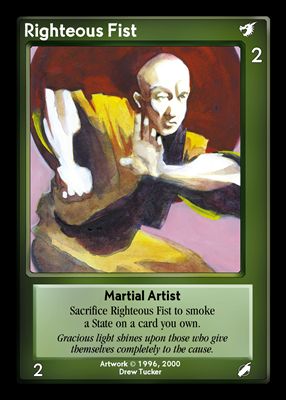 Righteous Fist
2
Martial Artist
Sacrifice Righteous Fist to smoke
a State on a card you own.
Gracious light shines upon those who give
themselves completely to the cause.
Artwork © 1996, 2000
Drew Tucker
2